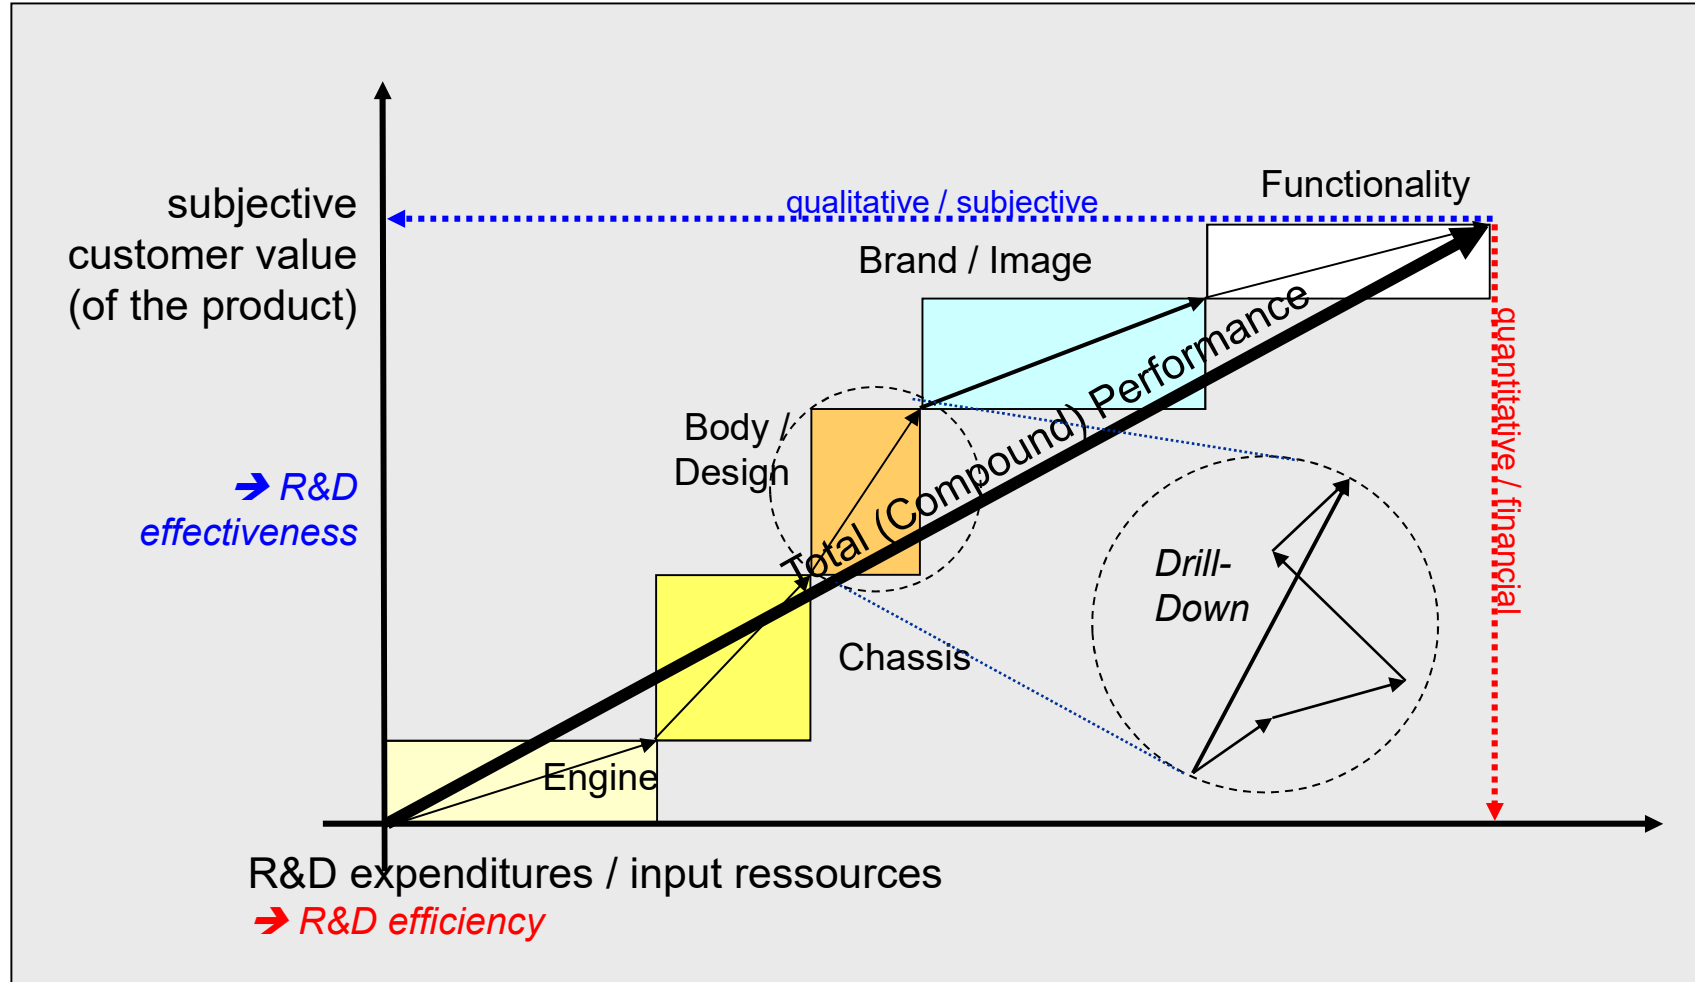 Functionality
qualitative / subjective
subjective
customer value
(of the product)
Brand / Image
Total (Compound) Performance
quantitative / financial
Body /
Design
➔ R&D
effectiveness
Drill-
Down
Chassis
Engine
R&D expenditures / input ressources
➔ R&D efficiency